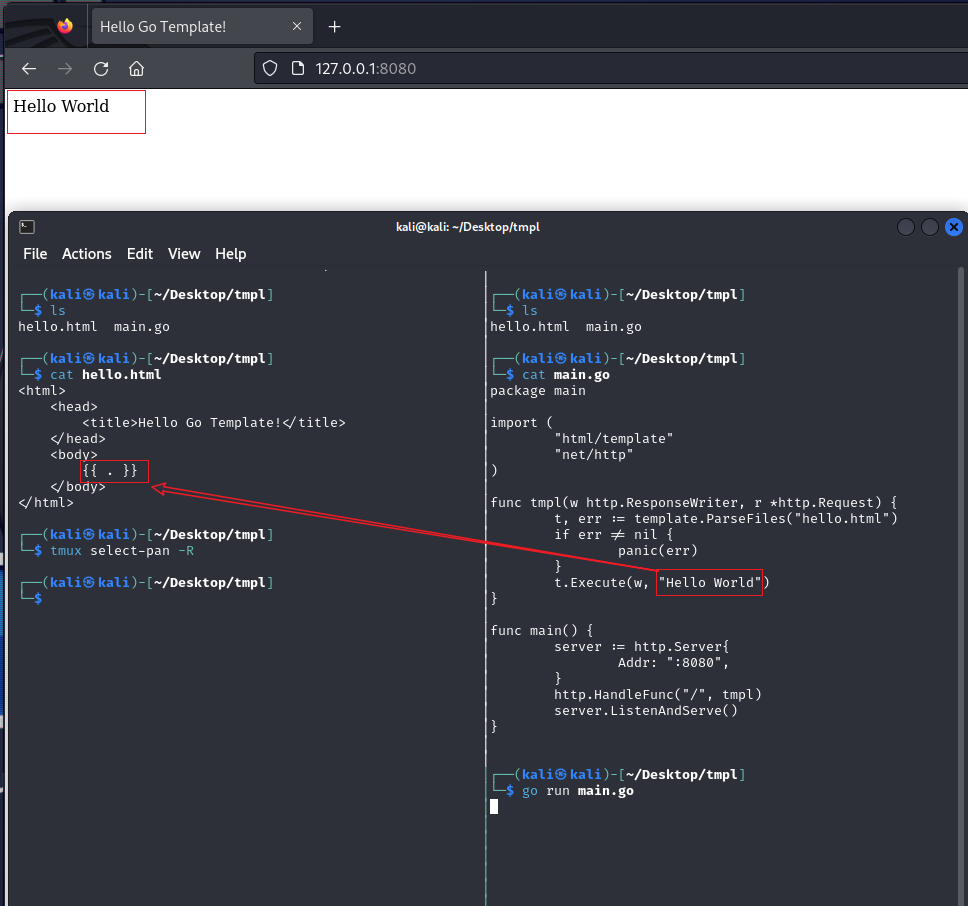 Hello Go Template!
127.0.0.1:8080
Hello World
kali@kali: ~/Desktop/tmpl
File Actions Edit View Help
┌──(kali㉿kali)-[~/Desktop/tmpl]
└─$ ls
hello.html  main.go
┌──(kali㉿kali)-[~/Desktop/tmpl]
└─$ cat hello.html
<html>
    <head>
        <title>Hello Go Template!</title>
    </head>
    <body>
        {{ . }}
    </body>
</html>
┌──(kali㉿kali)-[~/Desktop/tmpl]
└─$ tmux select-pan -R
┌──(kali㉿kali)-[~/Desktop/tmpl]
└─$
┌──(kali㉿kali)-[~/Desktop/tmpl]
└─$ ls
hello.html  main.go
┌──(kali㉿kali)-[~/Desktop/tmpl]
└─$ cat main.go
package main
import (
        "html/template"
        "net/http"
)
func tmpl(w http.ResponseWriter, r *http.Request) {
        t, err := template.ParseFiles("hello.html")
        if err ≠ nil {
                panic(err)
        }
        t.Execute(w, "Hello World")
}
func main() {
        server := http.Server{
                Addr: ":8080",
        }
        http.HandleFunc("/", tmpl)
        server.ListenAndServe()
}
┌──(kali㉿kali)-[~/Desktop/tmpl]
└─$ go run main.go